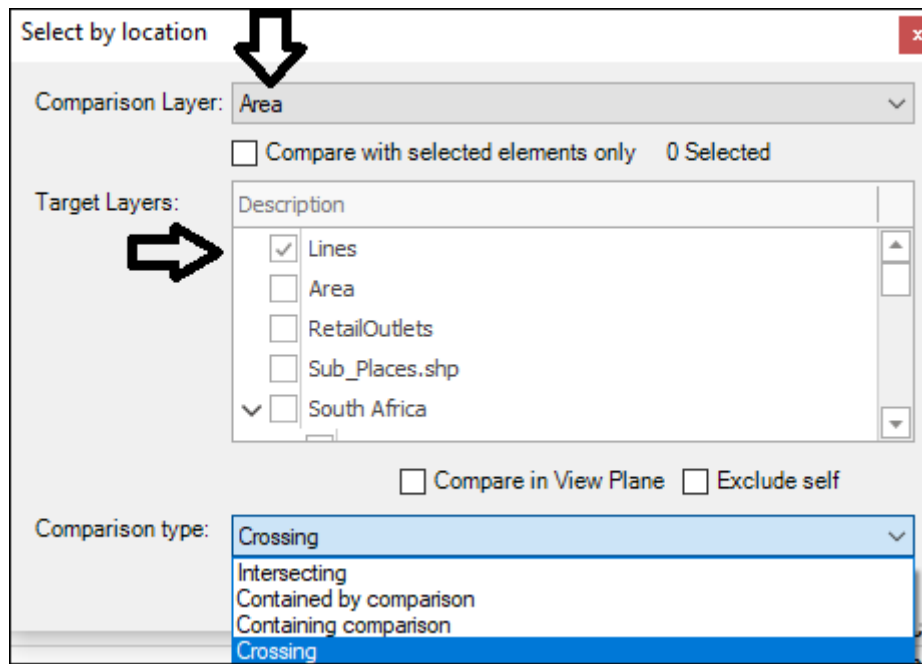 Select by location
x
Comparison Layer: Area
Compare with selected elements only 0 Selected
Target Layers: Description
Lines
Area
RetailOutlets
Sub_Places.shp
South Africa
Compare in View Plane Exclude self
Comparison type: Crossing
Intersecting
Contained by comparison
Containing comparison
Crossing